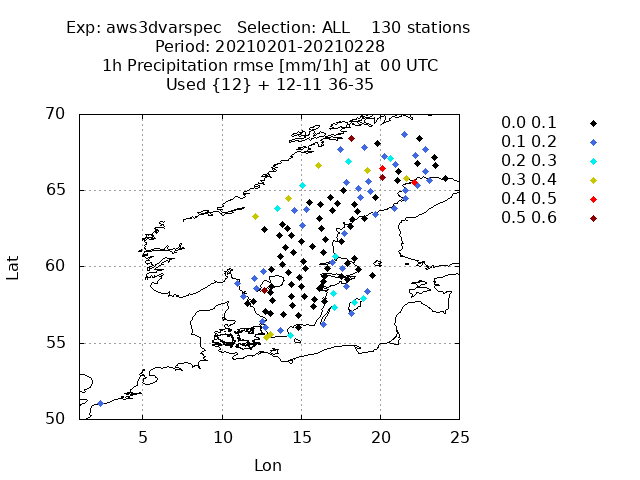 Exp: aws3dvarspec Selection: ALL 130 stations
Period: 20210201-20210228
1h Precipitation rmse [mm/1h] at 00 UTC
Used {12} + 12-11 36-35
70
65
60
55
50
Lat
5
10
15
20
25
Lon
0.0 0.1
0.1 0.2
0.2 0.3
0.3 0.4
0.4 0.5
0.5 0.6